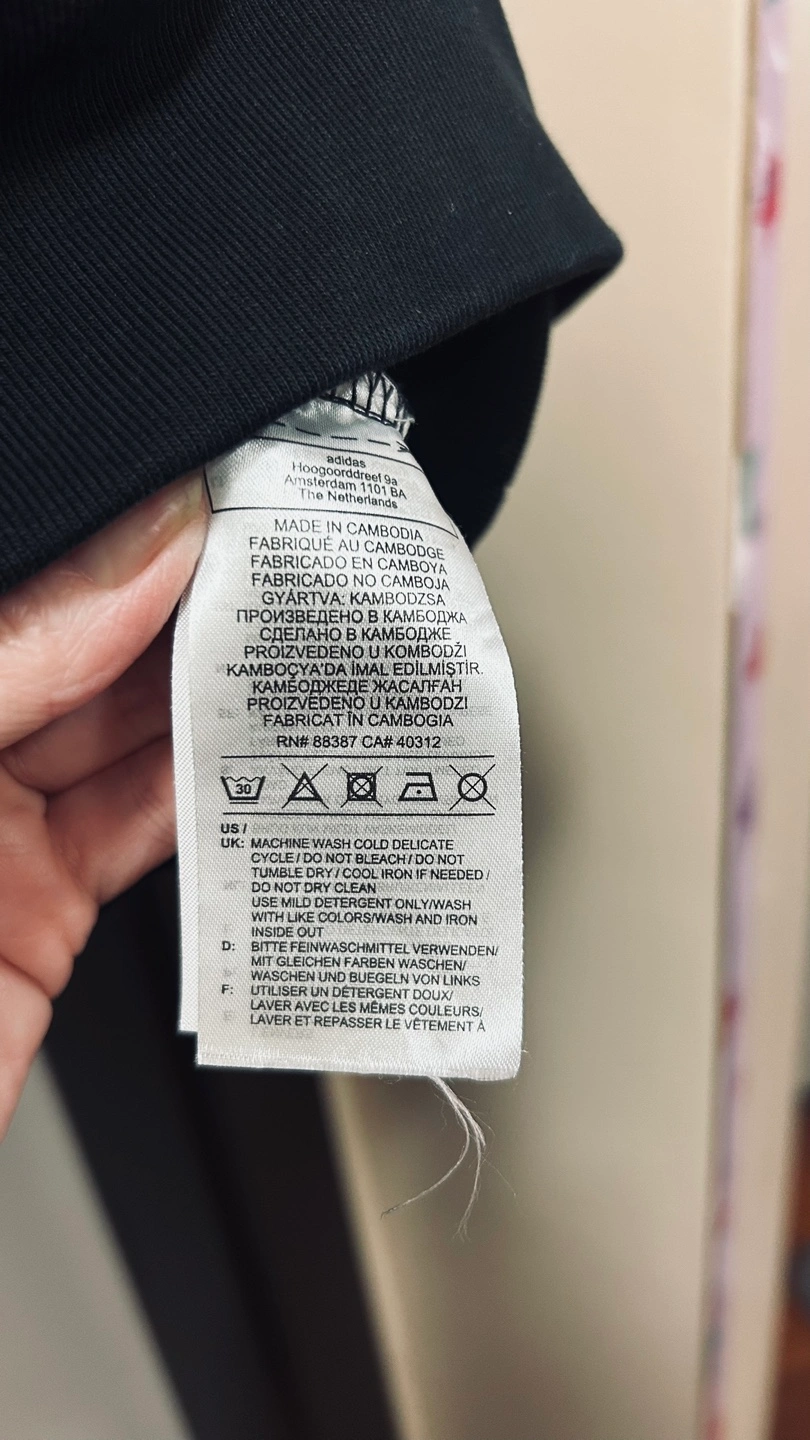 adidas
Hoogoorddreef 9a
Amsterdam 1101 BA
The Netherlands
MADE IN CAMBODIA
FABRIQUÉ AU CAMBODGE
FABRICADO EN CAMBOYA
FABRICADO NO CAMBOJA
GYÁRTVA: KAMBODZSA
ПРОИЗВЕДЕНО В КАМБОДЖА
СДЕЛАНО В КАМБОДЖЕ
PROIZVEDENO U KOMBODŽI
KAMBOÇYA'DA İMAL EDİLMİŞTİR.
КАМБОДЖЕДЕ ЖАСАЛҒАН
PROIZVEDENO U KAMBODZI
FABRICAT ÎN CAMBOGIA
RN# 88387 CA# 40312
30
US /
UK: MACHINE WASH COLD DELICATE
CYCLE / DO NOT BLEACH / DO NOT
TUMBLE DRY / COOL IRON IF NEEDED /
DO NOT DRY CLEAN
USE MILD DETERGENT ONLY/WASH
WITH LIKE COLORS/WASH AND IRON
INSIDE OUT
D: BITTE FEINWASCHMITTEL VERWENDEN/
MIT GLEICHEN FARBEN WASCHEN/
WASCHEN UND BUEGELN VON LINKS
F: UTILISER UN DÉTERGENT DOUX/
LAVER AVEC LES MÊMES COULEURS/
LAVER ET REPASSER LE VÊTEMENT À